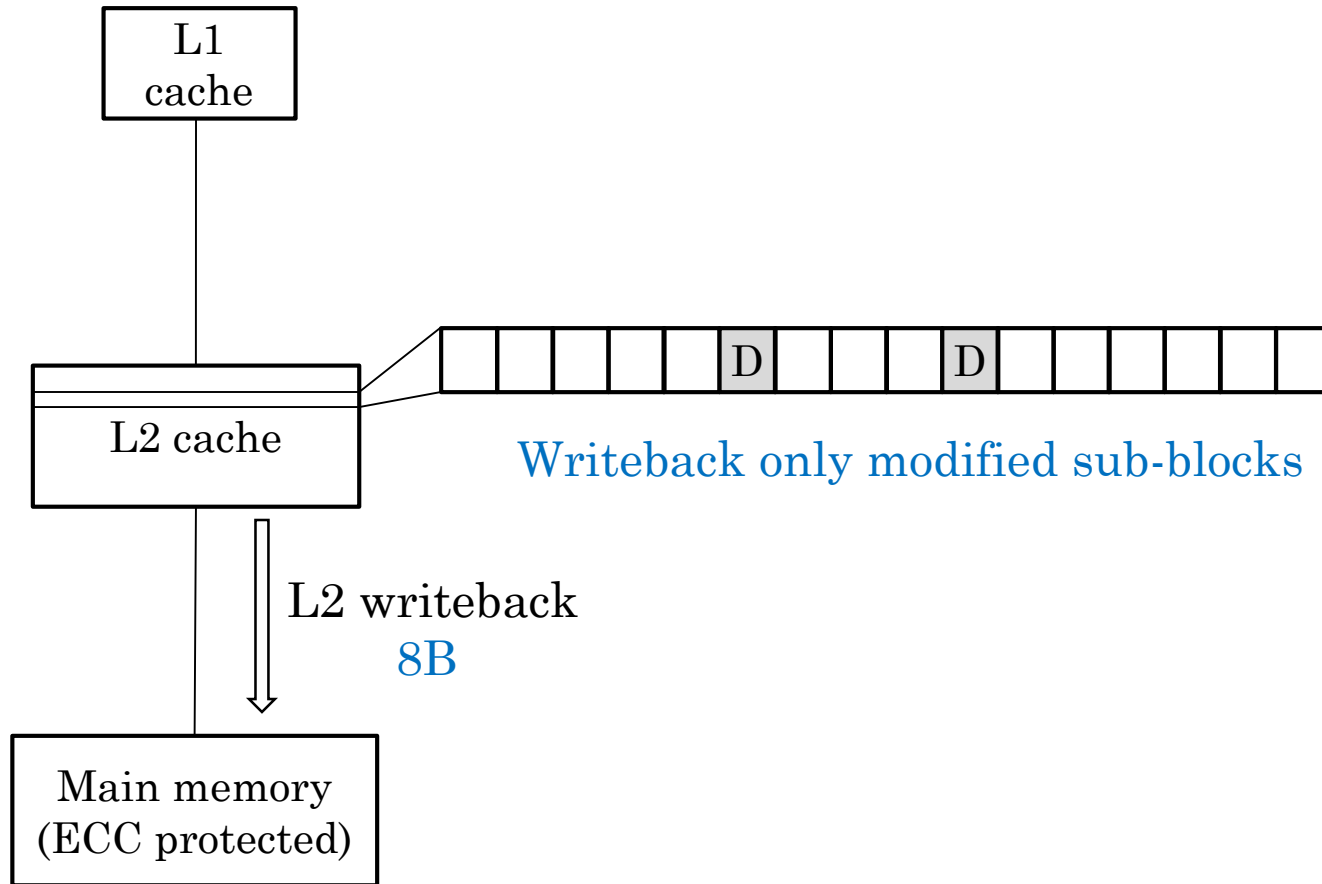 L1
cache
D
D
L2 cache
Writeback only modified sub-blocks
L2 writeback
8B
Main memory
(ECC protected)